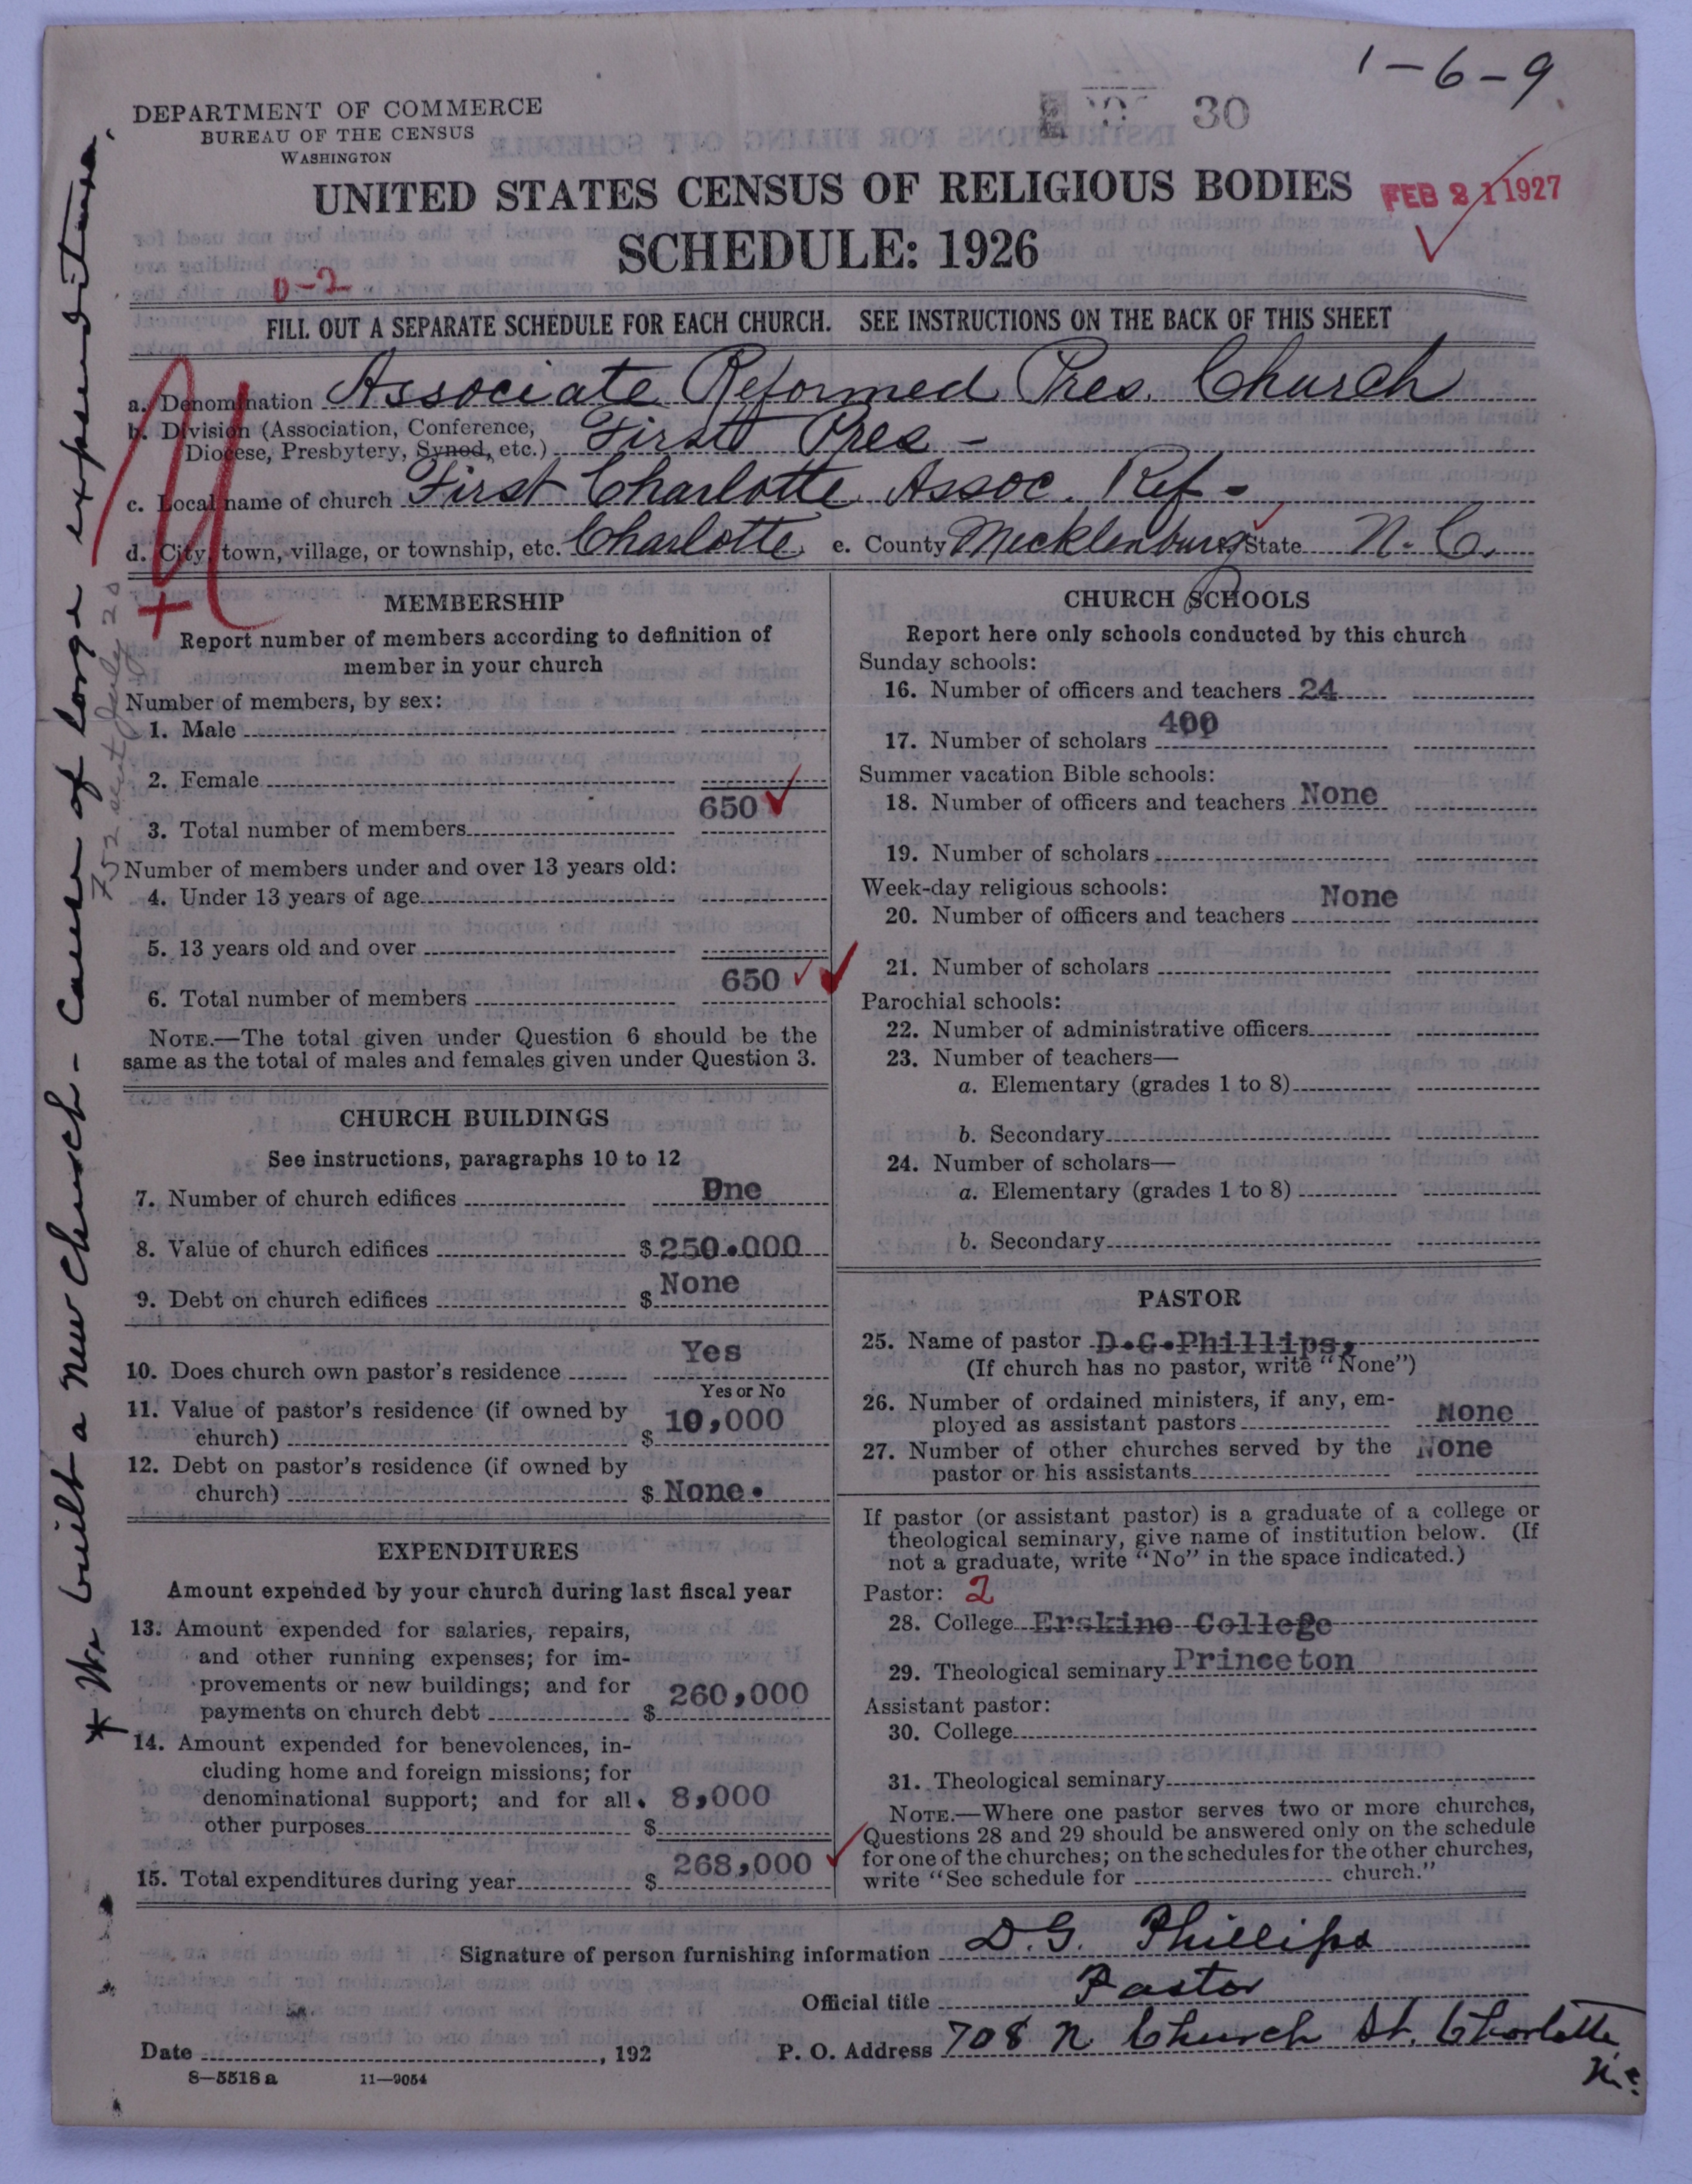 1-6-9
DEPARTMENT OF COMMERCE
BUREAU OF THE CENSUS
WASHINGTON
30
UNITED STATES CENSUS OF RELIGIOUS BODIES
FEB 21 1927
SCHEDULE: 1926
0-2
FILL OUT A SEPARATE SCHEDULE FOR EACH CHURCH. SEE INSTRUCTIONS ON THE BACK OF THIS SHEET
a. Denomination Associate Reformed Pres. Church
b. Division (Association, Conference,
Diocese, Presbytery, Synod, etc.) First Pres -
c. Local name of church First Charlotte Assoc. Ref -
d. City, town, village, or township, etc. Charlotte e. County Mecklenburg State N. C.
MEMBERSHIP
Report number of members according to definition of
member in your church
Number of members, by sex:
1. Male
2. Female
3. Total number of members 650
Number of members under and over 13 years old:
4. Under 13 years of age
5. 13 years old and over
6. Total number of members 650
NOTE.—The total given under Question 6 should be the
same as the total of males and females given under Question 3.
CHURCH BUILDINGS
See instructions, paragraphs 10 to 12
7. Number of church edifices One
8. Value of church edifices $ 250.000
9. Debt on church edifices $ None
10. Does church own pastor's residence Yes
Yes or No
11. Value of pastor's residence (if owned by
church) $ 10,000
12. Debt on pastor's residence (if owned by
church) $ None.
EXPENDITURES
Amount expended by your church during last fiscal year
13. Amount expended for salaries, repairs,
and other running expenses; for im-
provements or new buildings; and for
payments on church debt $ 260,000
14. Amount expended for benevolences, in-
cluding home and foreign missions; for
denominational support; and for all
other purposes $ 8,000
15. Total expenditures during year $ 268,000
CHURCH SCHOOLS
Report here only schools conducted by this church
Sunday schools:
16. Number of officers and teachers 24
17. Number of scholars 400
Summer vacation Bible schools:
18. Number of officers and teachers None
19. Number of scholars
Week-day religious schools:
20. Number of officers and teachers None
21. Number of scholars
Parochial schools:
22. Number of administrative officers
23. Number of teachers—
a. Elementary (grades 1 to 8)
b. Secondary
24. Number of scholars—
a. Elementary (grades 1 to 8)
b. Secondary
PASTOR
25. Name of pastor D.G.Phillips,
(If church has no pastor, write "None")
26. Number of ordained ministers, if any, em-
ployed as assistant pastors None
27. Number of other churches served by the
pastor or his assistants None
If pastor (or assistant pastor) is a graduate of a college or
theological seminary, give name of institution below. (If
not a graduate, write "No" in the space indicated.)
Pastor: 2
28. College Erskine College
29. Theological seminary Princeton
Assistant pastor:
30. College
31. Theological seminary
NOTE.—Where one pastor serves two or more churches,
Questions 28 and 29 should be answered only on the schedule
for one of the churches; on the schedules for the other churches,
write "See schedule for church."
Signature of person furnishing information D. G. Phillips
Official title Pastor
Date , 192
P. O. Address 708 N. Church St. Charlotte
N.C.
8—5518a 11—9054
* We built a new church - cause of large expenditures.